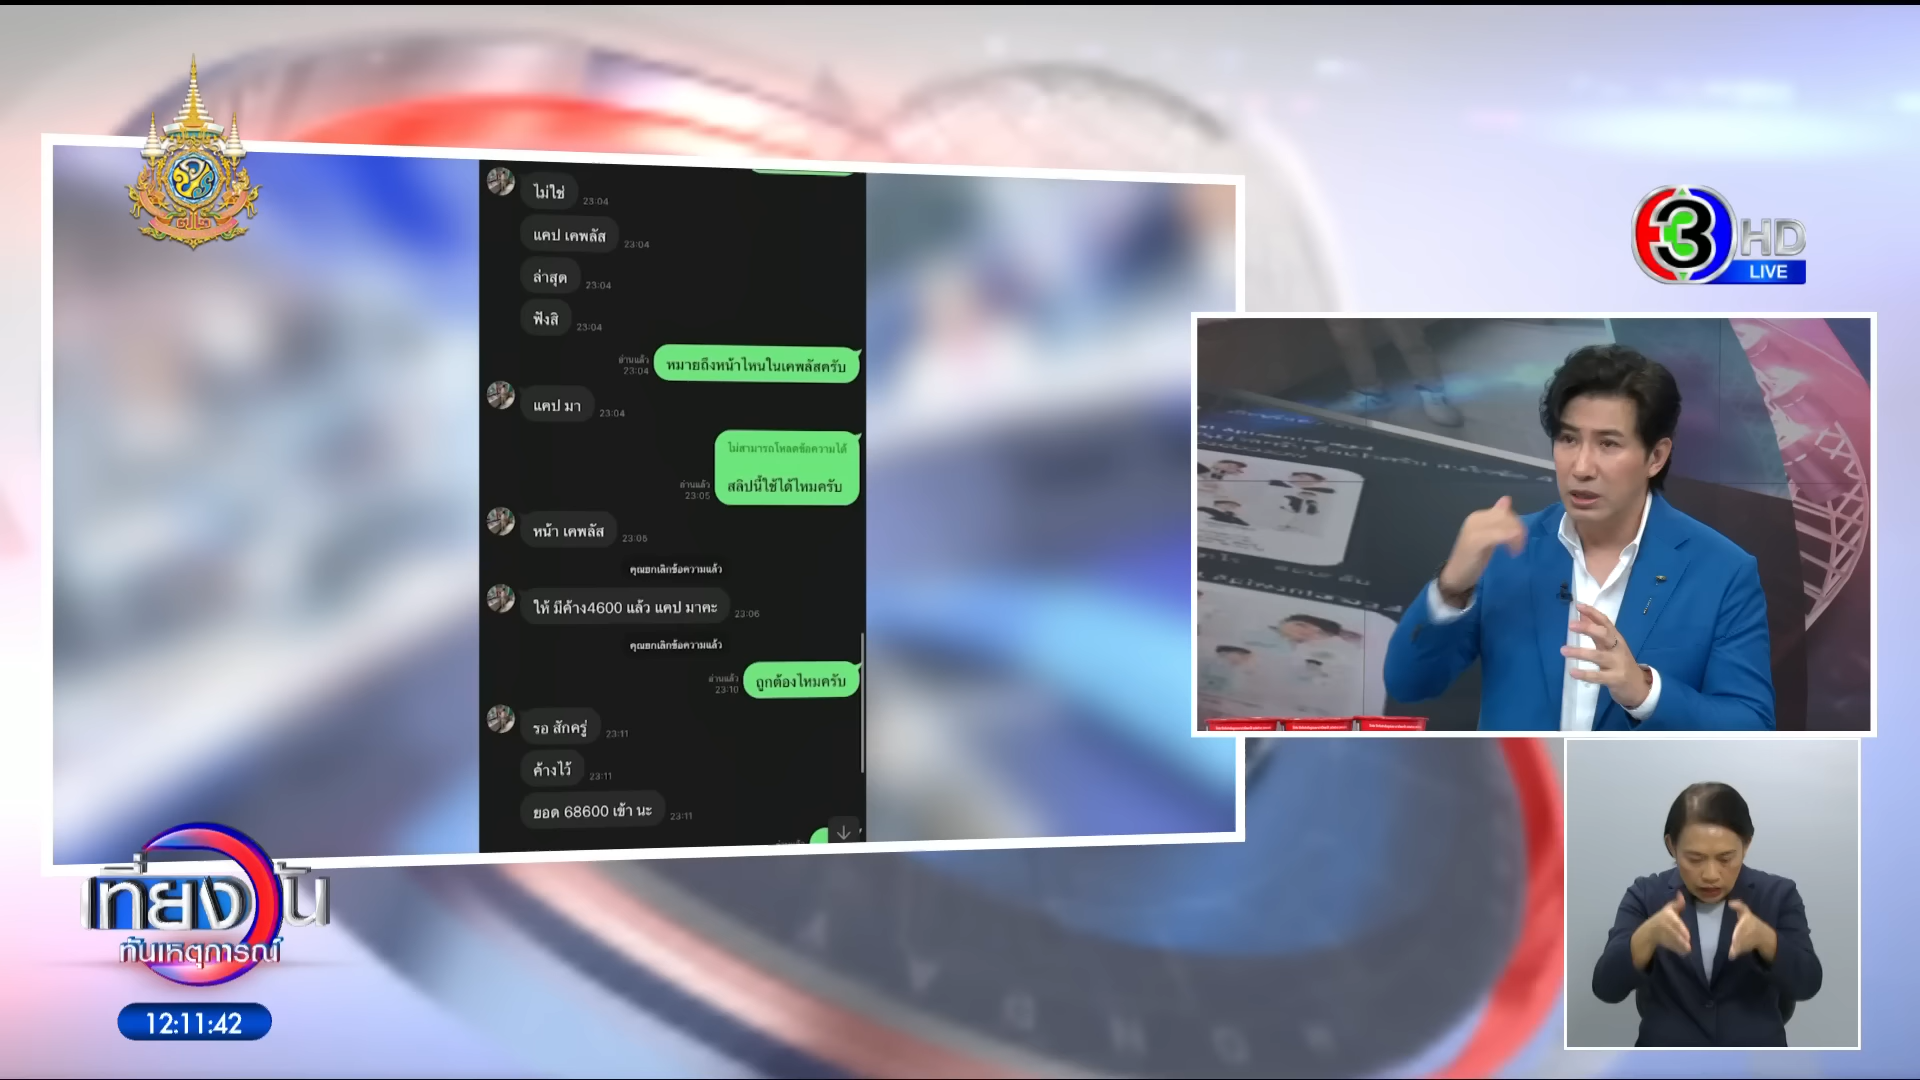 ไม่ใช่
23:04
แคป เคพลัส
23:04
ล่าสุด
23:04
ฟังสิ
23:04
อ่านแล้ว
23:04
หมายถึงหน้าไหนในเคพลัสครับ
แคป มา
23:04
ไม่สามารถโหลดข้อความได้
สลิปนี้ใช้ได้ไหมครับ
อ่านแล้ว
23:05
หน้า เคพลัส
23:05
คุณยกเลิกข้อความแล้ว
ให้ มีค้าง4600 แล้ว แคป มาคะ
23:06
คุณยกเลิกข้อความแล้ว
อ่านแล้ว
23:10
ถูกต้องไหมครับ
รอ สักครู่
23:11
ค้างไว้
23:11
ยอด 68600 เข้า นะ
23:11
3 HD
LIVE
เที่ยงวัน
ทันเหตุการณ์
12:11:42